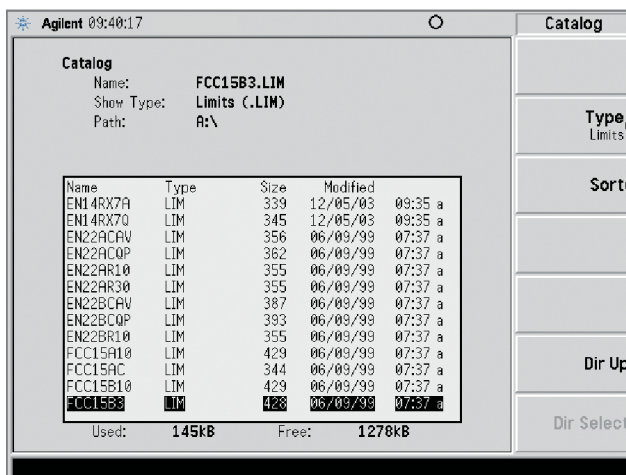 Agilent 09:40:17
Catalog
Catalog
Name: FCC15B3.LIM
Show Type: Limits (.LIM)
Path: A:\
Name Type Size Modified
EN14RX7A LIM 339 12/05/03 09:35 a
EN14RX7Q LIM 345 12/05/03 09:35 a
EN22ACAV LIM 356 06/09/99 07:37 a
EN22ACQP LIM 362 06/09/99 07:37 a
EN22AR10 LIM 355 06/09/99 07:37 a
EN22AR30 LIM 355 06/09/99 07:37 a
EN22BCAV LIM 387 06/09/99 07:37 a
EN22BCQP LIM 393 06/09/99 07:37 a
EN22BR10 LIM 355 06/09/99 07:37 a
FCC15A10 LIM 429 06/09/99 07:37 a
FCC15AC LIM 344 06/09/99 07:37 a
FCC15B10 LIM 429 06/09/99 07:37 a
FCC15B3 LIM 428 06/09/99 07:37 a
Used: 145kB Free: 1278kB
Type
Limits
Sort
Dir Up
Dir Select